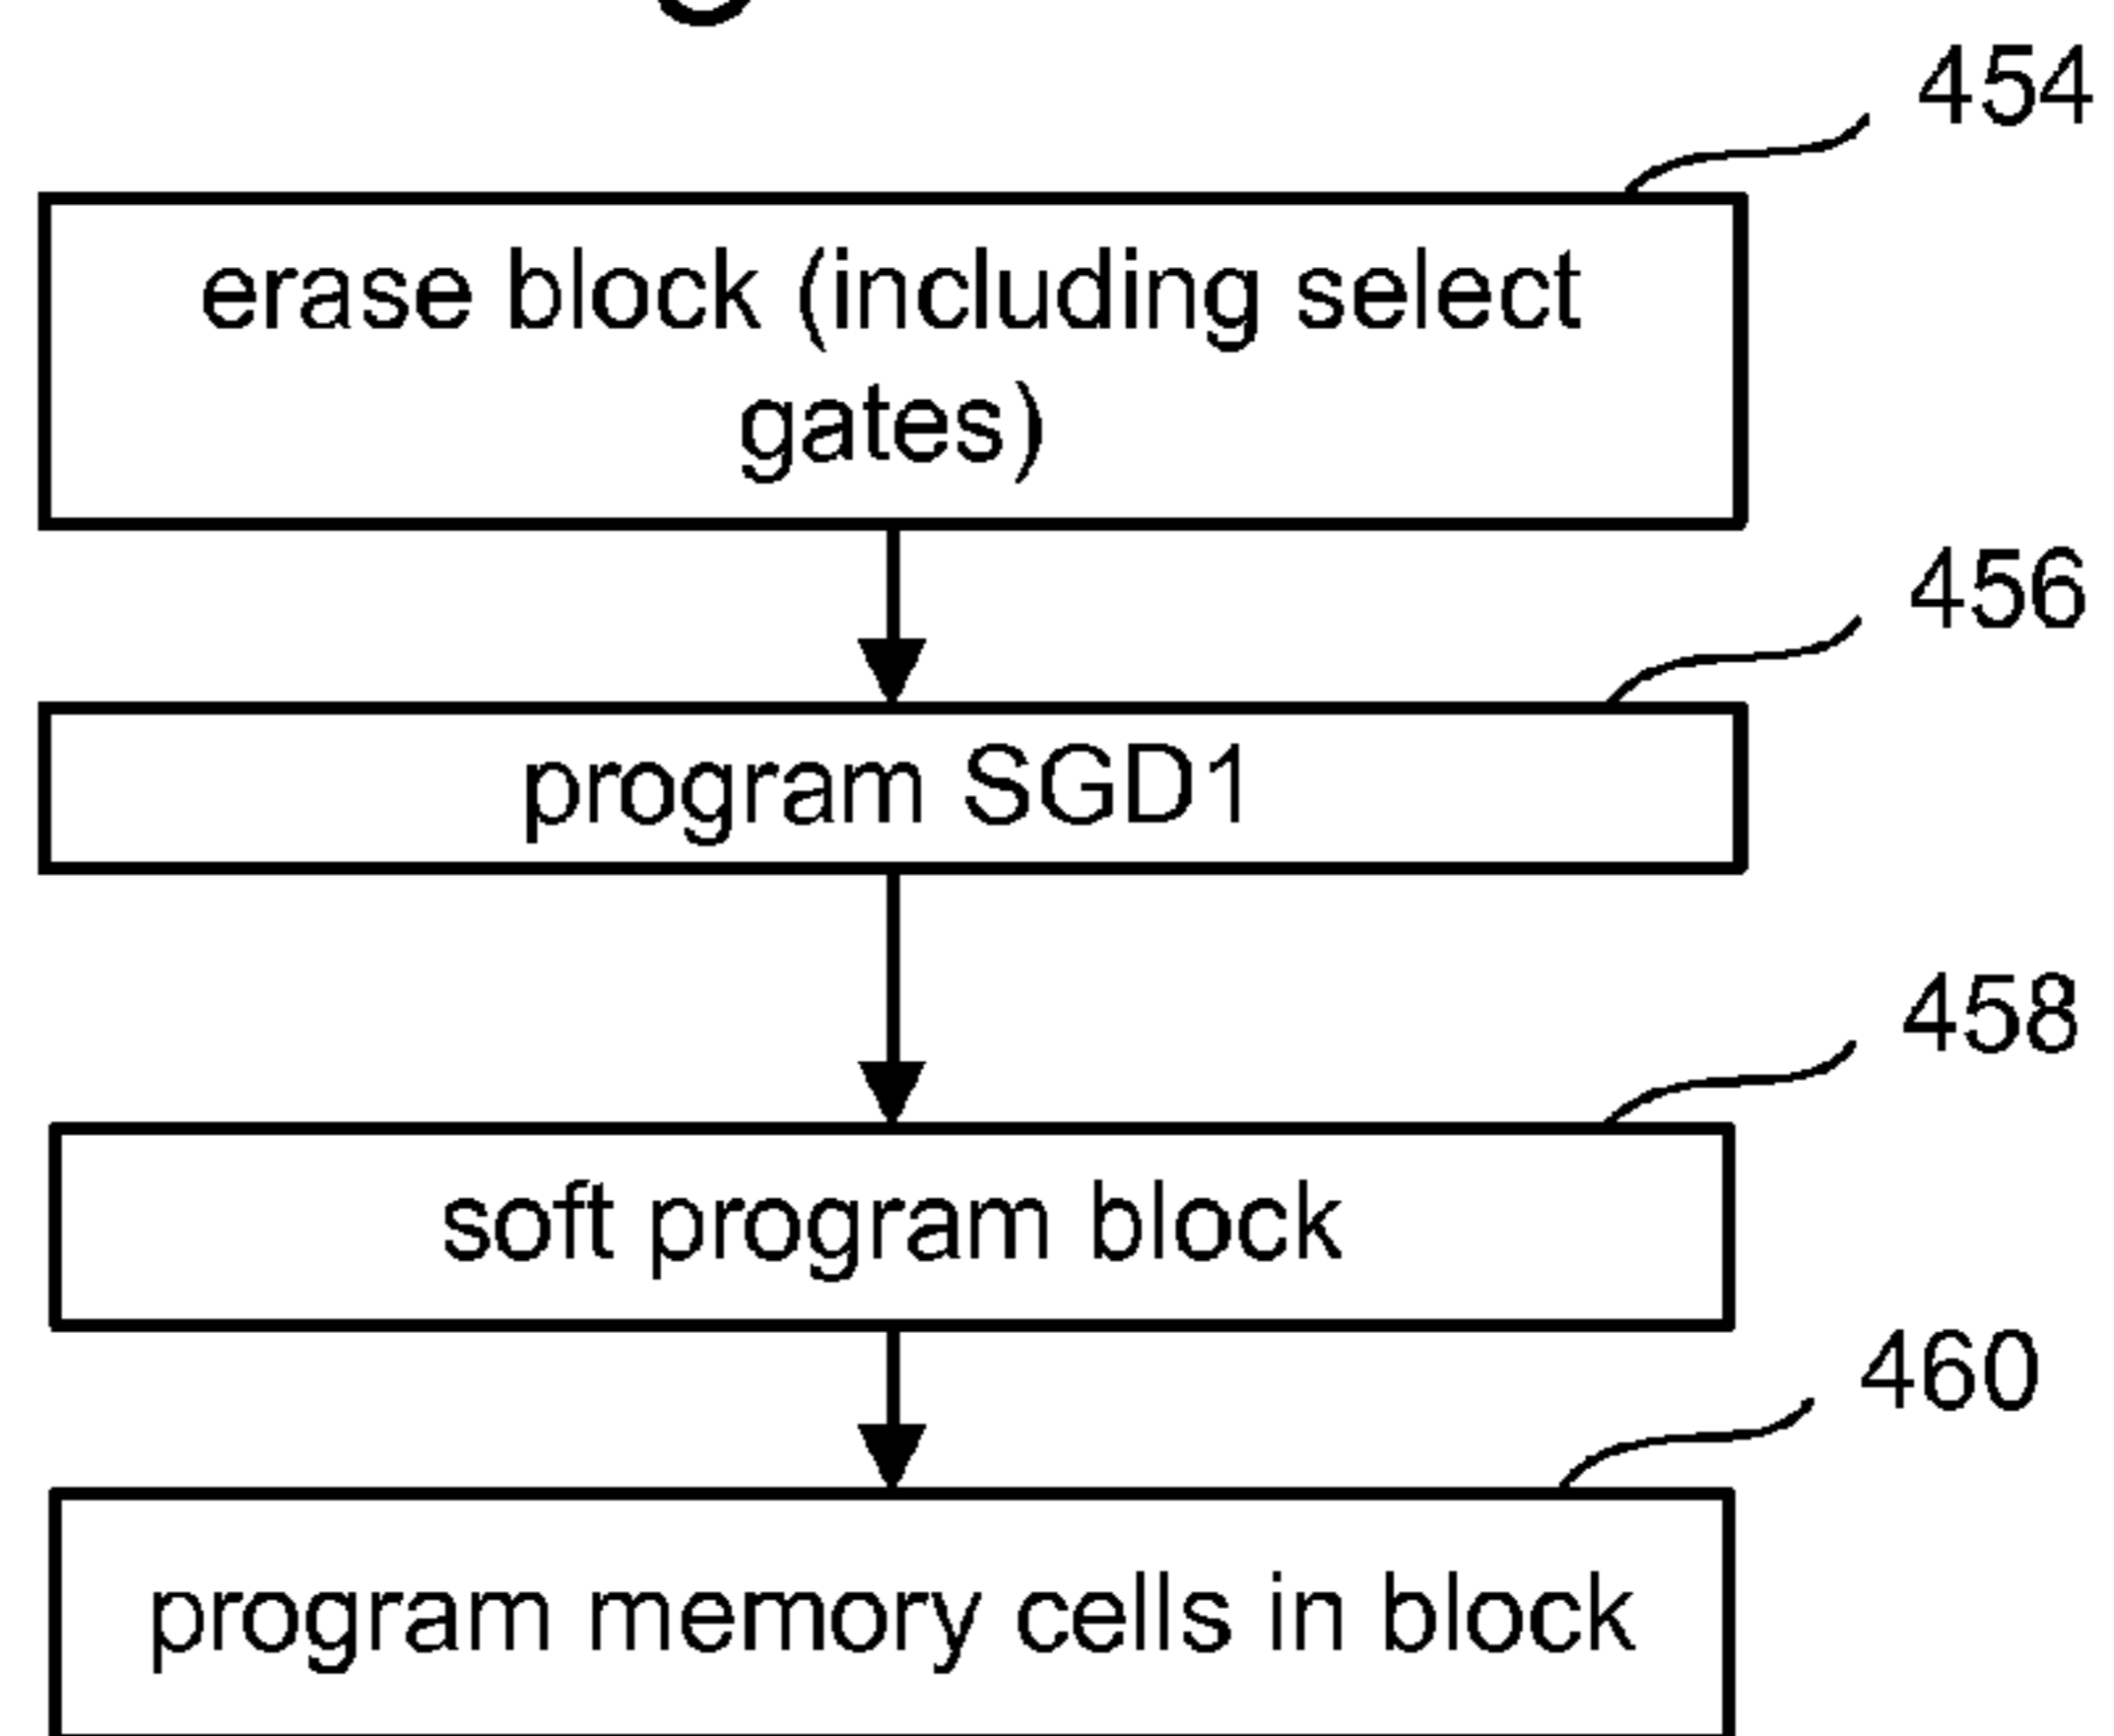 454
erase block (including select
gates)
456
program SGD1
458
soft program block
460
program memory cells in block